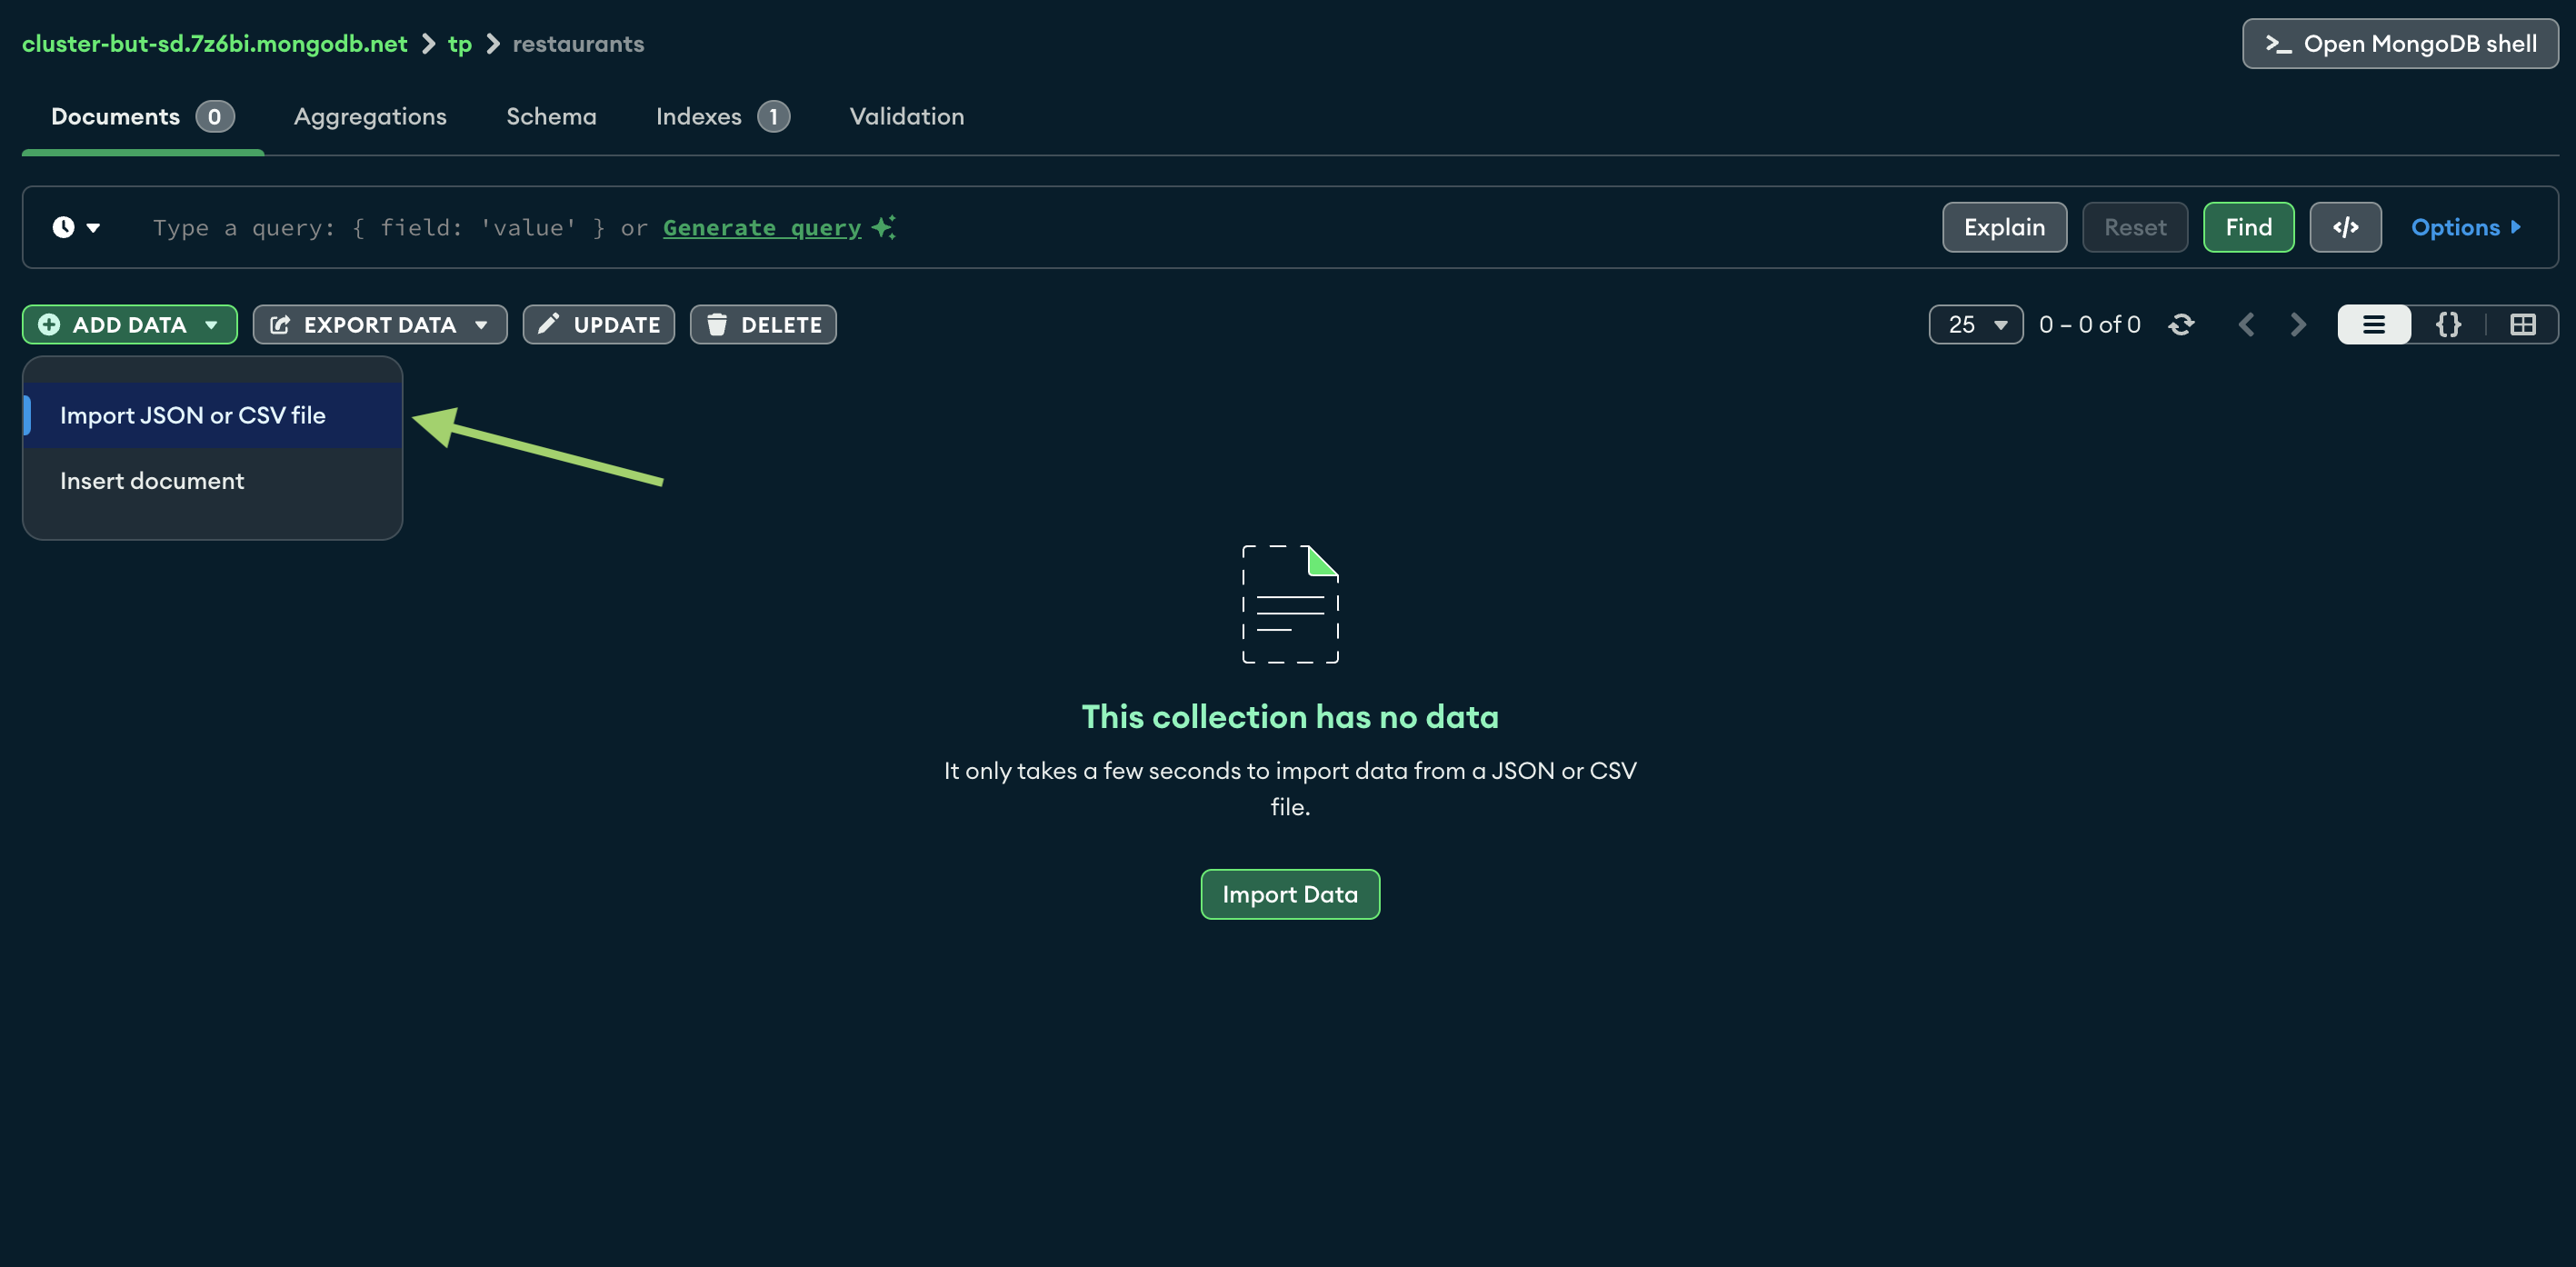 cluster-but-sd.7z6bi.mongodb.net > tp > restaurants
>_ Open MongoDB shell
Documents 0 Aggregations Schema Indexes 1 Validation
Type a query: { field: 'value' } or Generate query
Explain Reset Find </> Options
ADD DATA EXPORT DATA UPDATE DELETE
25 0 – 0 of 0 {}
Import JSON or CSV file
Insert document
This collection has no data
It only takes a few seconds to import data from a JSON or CSV
file.
Import Data